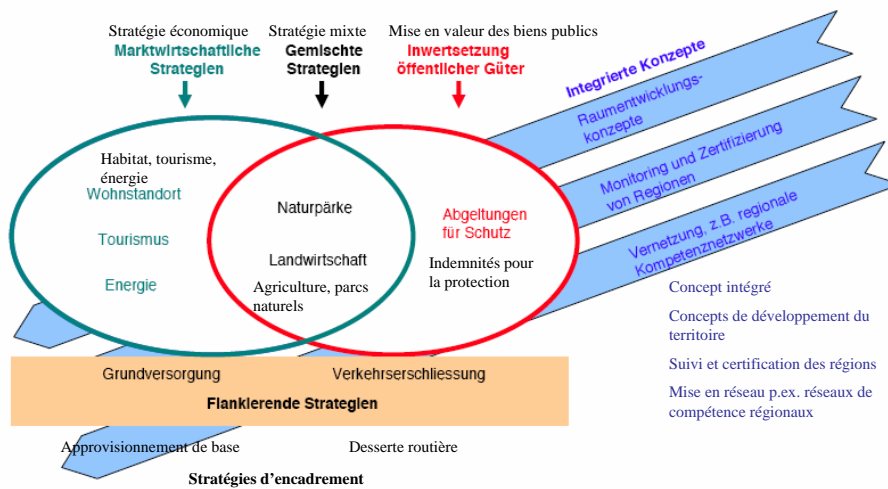 Stratégie économique
Marktwirtschaftliche
Strategien
Stratégie mixte
Gemischte
Strategien
Mise en valeur des biens publics
Inwertsetzung
öffentlicher Güter
Integrierte Konzepte
Raumentwicklungs-
konzepte
Monitoring und Zertifizierung
von Regionen
Vernetzung, z.B. regionale
Kompetenznetzwerke
Habitat, tourisme,
énergie
Wohnstandort
Tourismus
Energie
Naturpärke
Landwirtschaft
Agriculture, parcs
naturels
Abgeltungen
für Schutz
Indemnités pour
la protection
Concept intégré
Concepts de développement du
territoire
Suivi et certification des régions
Mise en réseau p.ex. réseaux de
compétence régionaux
Grundversorgung
Verkehrserschliessung
Flankierende Strategien
Approvisionnement de base
Desserte routière
Stratégies d’encadrement